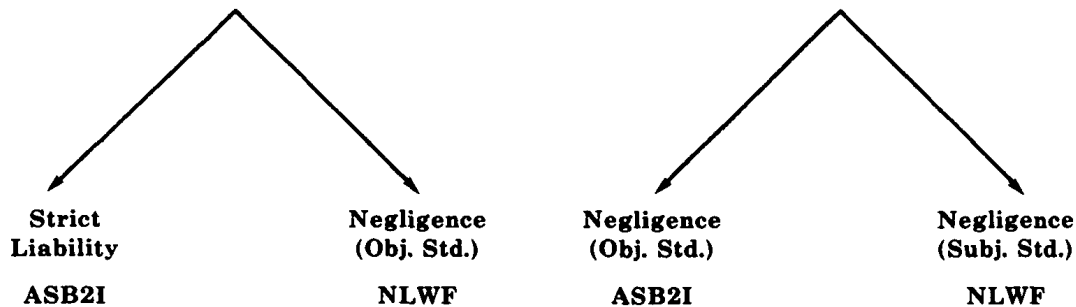 Strict
Liability
ASB2I
Negligence
(Obj. Std.)
NLWF
Negligence
(Obj. Std.)
ASB2I
Negligence
(Subj. Std.)
NLWF